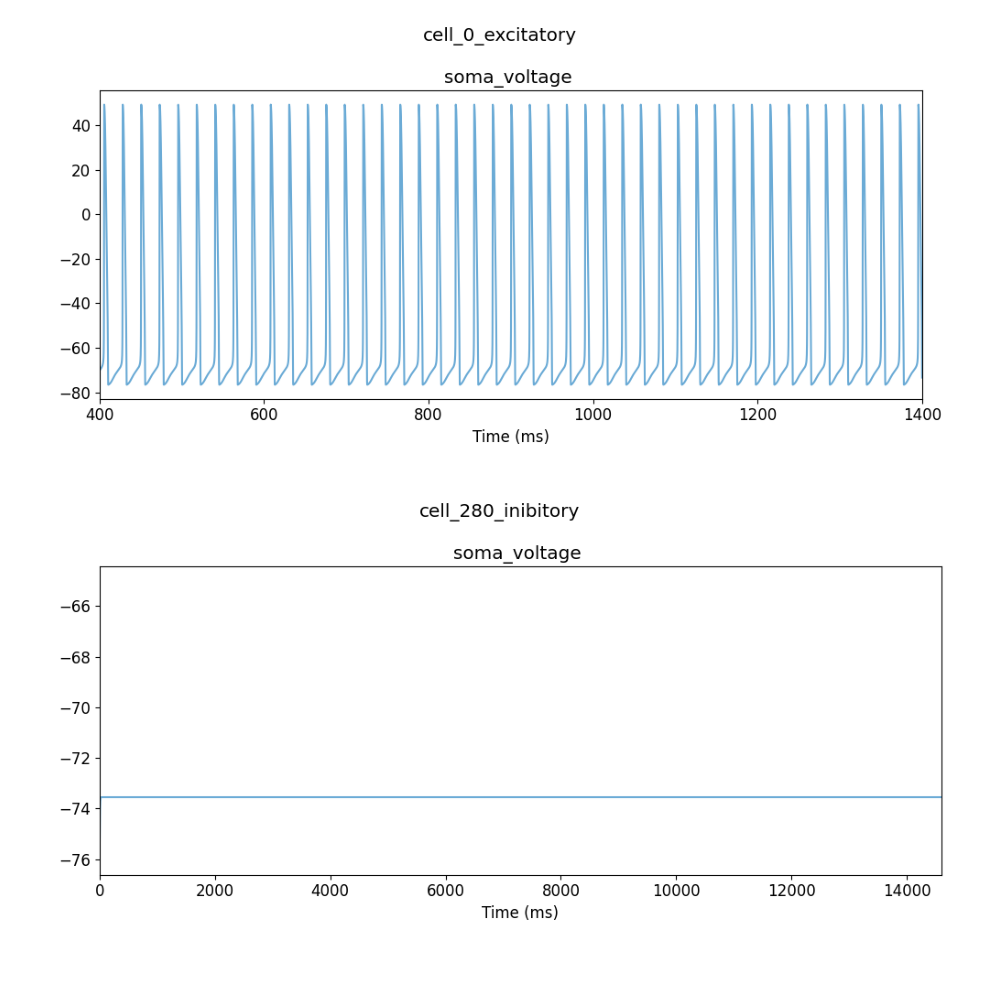 cell_0_excitatory
soma_voltage
40
20
0
−20
−40
−60
−80
400 600 800 1000 1200 1400
Time (ms)
cell_280_inibitory
soma_voltage
−66
−68
−70
−72
−74
−76
0 2000 4000 6000 8000 10000 12000 14000
Time (ms)